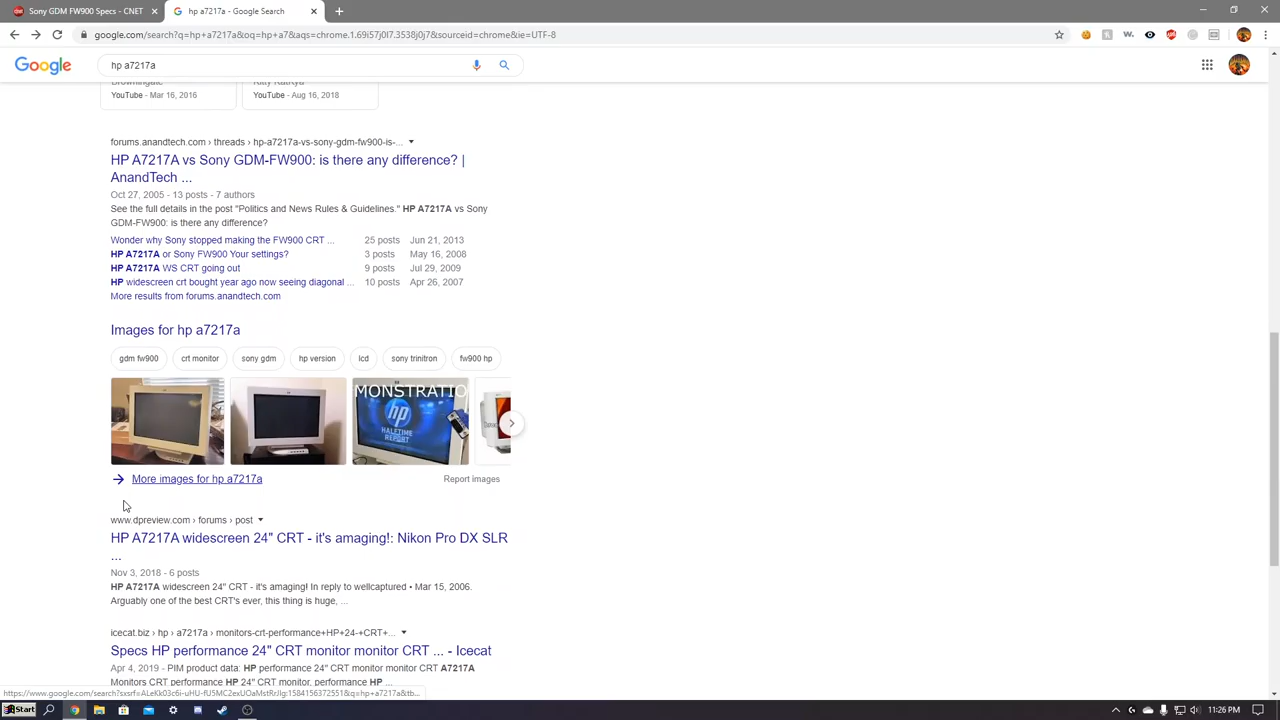 Sony GDM FW900 Specs - CNET
hp a7217a - Google Search
google.com/search?q=hp+a7217a&oq=hp+a7&aqs=chrome.1.69i57j0l7.3538j0j7&sourceid=chrome&ie=UTF-8
Google
hp a7217a
YouTube - Mar 16, 2016
YouTube - Aug 16, 2018
forums.anandtech.com › threads › hp-a7217a-vs-sony-gdm-fw900-is-...
HP A7217A vs Sony GDM-FW900: is there any difference? |
AnandTech ...
Oct 27, 2005 - 13 posts - 7 authors
See the full details in the post "Politics and News Rules & Guidelines." HP A7217A vs Sony
GDM-FW900: is there any difference?
Wonder why Sony stopped making the FW900 CRT ... 25 posts Jun 21, 2013
HP A7217A or Sony FW900 Your settings? 3 posts May 16, 2008
HP A7217A WS CRT going out 9 posts Jul 29, 2009
HP widescreen crt bought year ago now seeing diagonal ... 10 posts Apr 26, 2007
More results from forums.anandtech.com
Images for hp a7217a
gdm fw900 crt monitor sony gdm hp version lcd sony trinitron fw900 hp
MONSTRATIO
hp
HALFTIME
REPORT
More images for hp a7217a
Report images
www.dpreview.com › forums › post
HP A7217A widescreen 24" CRT - it's amaging!: Nikon Pro DX SLR
...
Nov 3, 2018 - 6 posts
HP A7217A widescreen 24" CRT - it's amaging! In reply to wellcaptured • Mar 15, 2006.
Arguably one of the best CRT's ever, this thing is huge, ...
icecat.biz › hp › a7217a › monitors-crt-performance+HP+24-+CRT+...
Specs HP performance 24" CRT monitor monitor CRT ... - Icecat
Apr 4, 2019 - PIM product data: HP performance 24" CRT monitor monitor CRT A7217A
Monitors CRT performance HP 24" CRT monitor, performance HP ...
Start
11:26 PM